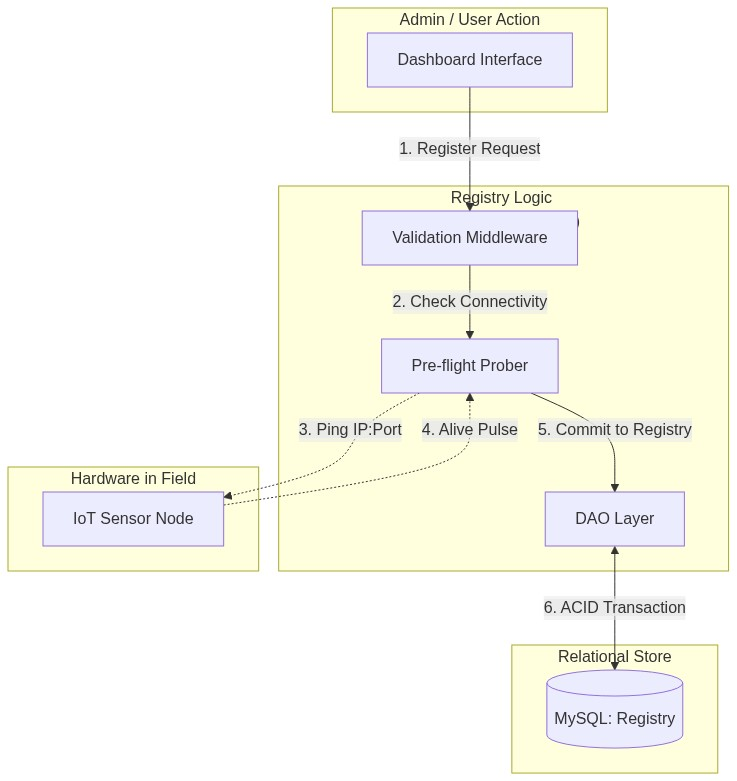 Admin / User Action
Dashboard Interface
1. Register Request
Registry Logic
Validation Middleware
2. Check Connectivity
Pre-flight Prober
3. Ping IP:Port
4. Alive Pulse
5. Commit to Registry
Hardware in Field
IoT Sensor Node
DAO Layer
6. ACID Transaction
Relational Store
MySQL: Registry